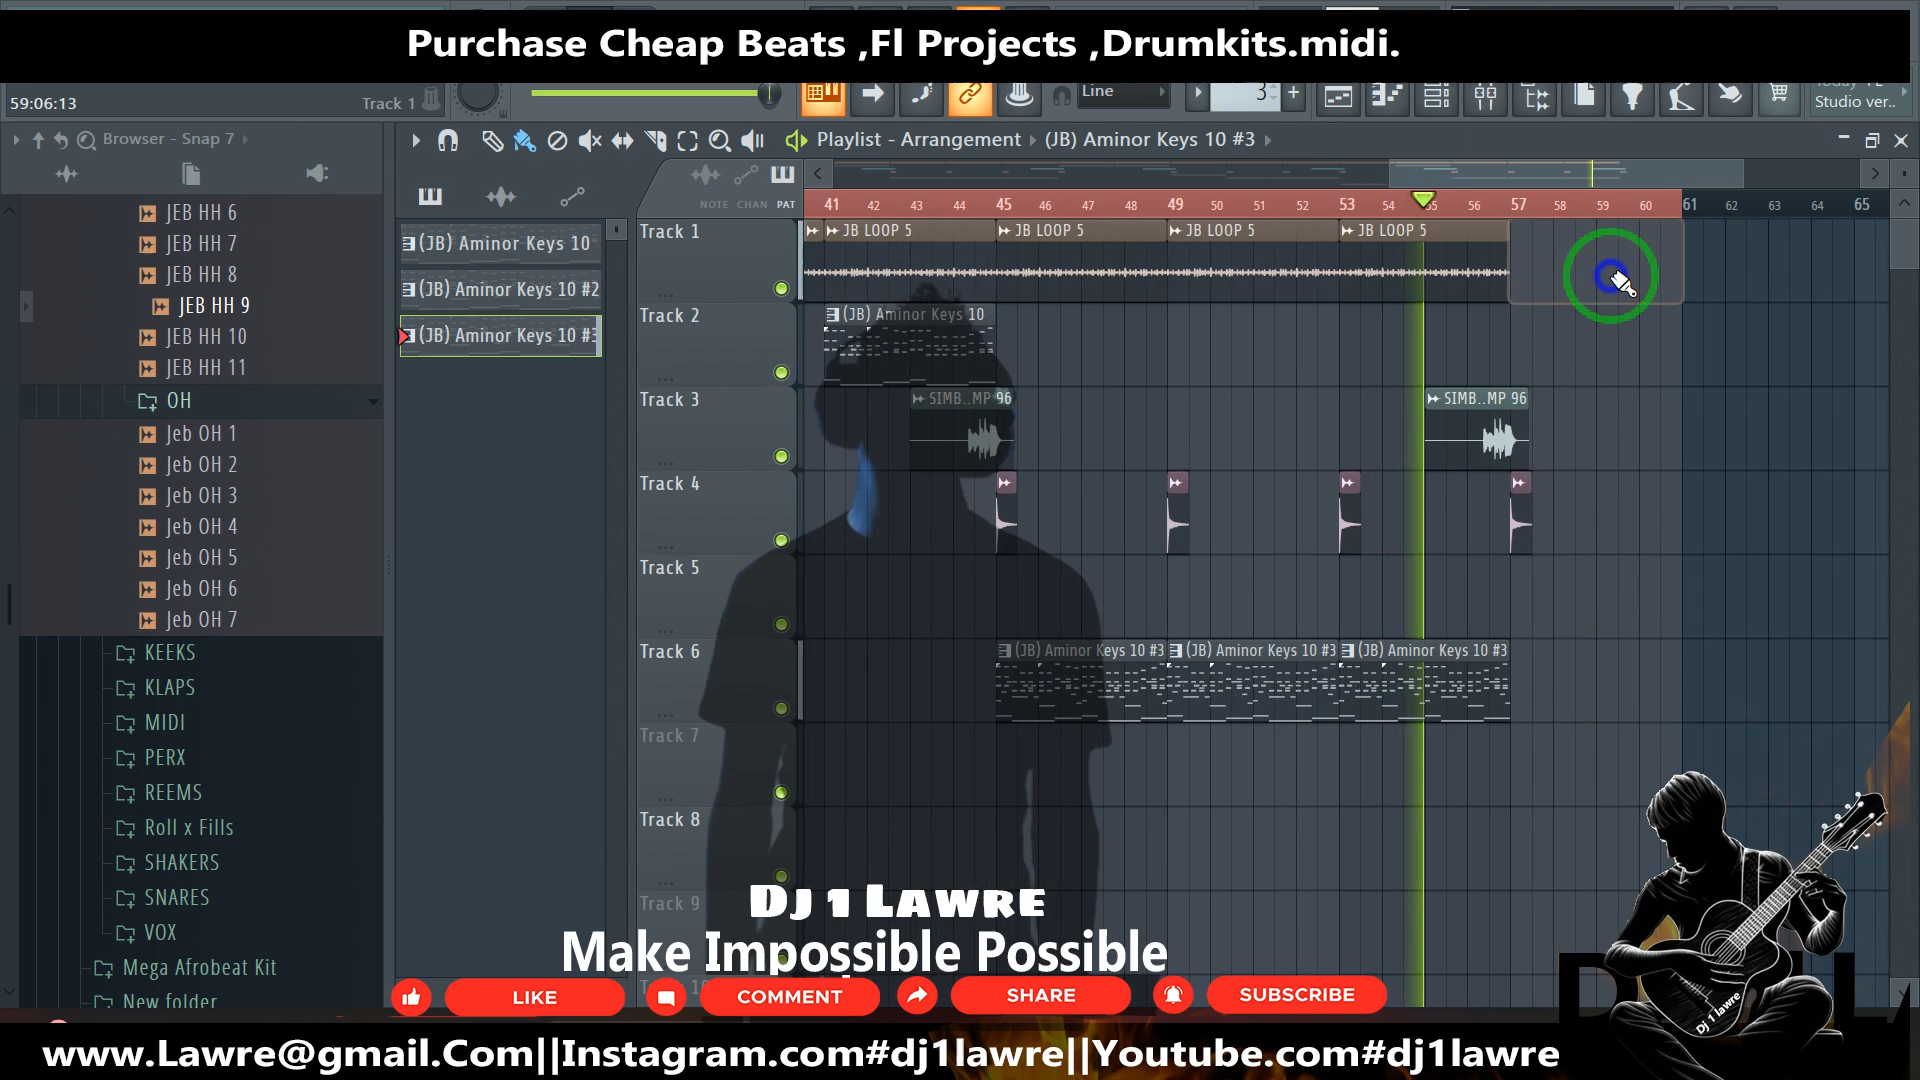 Purchase Cheap Beats ,Fl Projects ,Drumkits.midi.
59:06:13
Track 1
Line
3
Studio ver..
Browser - Snap 7
Playlist - Arrangement
(JB) Aminor Keys 10 #3
NOTE CHAN PAT
41 42 43 44 45 46 47 48 49 50 51 52 53 54 55 56 57 58 59 60 61 62 63 64 65
JEB HH 6
JEB HH 7
JEB HH 8
JEB HH 9
JEB HH 10
JEB HH 11
OH
Jeb OH 1
Jeb OH 2
Jeb OH 3
Jeb OH 4
Jeb OH 5
Jeb OH 6
Jeb OH 7
KEEKS
KLAPS
MIDI
PERX
REEMS
Roll x Fills
SHAKERS
SNARES
VOX
Mega Afrobeat Kit
New folder
(JB) Aminor Keys 10
(JB) Aminor Keys 10 #2
(JB) Aminor Keys 10 #3
Track 1
JB LOOP 5
JB LOOP 5
JB LOOP 5
JB LOOP 5
Track 2
(JB) Aminor Keys 10
Track 3
SIMB..MP 96
SIMB..MP 96
Track 4
Track 5
Track 6
(JB) Aminor Keys 10 #3
(JB) Aminor Keys 10 #3
(JB) Aminor Keys 10 #3
Track 7
Track 8
Track 9
Dj 1 Lawre
Make Impossible Possible
LIKE
COMMENT
SHARE
SUBSCRIBE
Dj 1 lawre
www.Lawre@gmail.Com||Instagram.com#dj1lawre||Youtube.com#dj1lawre